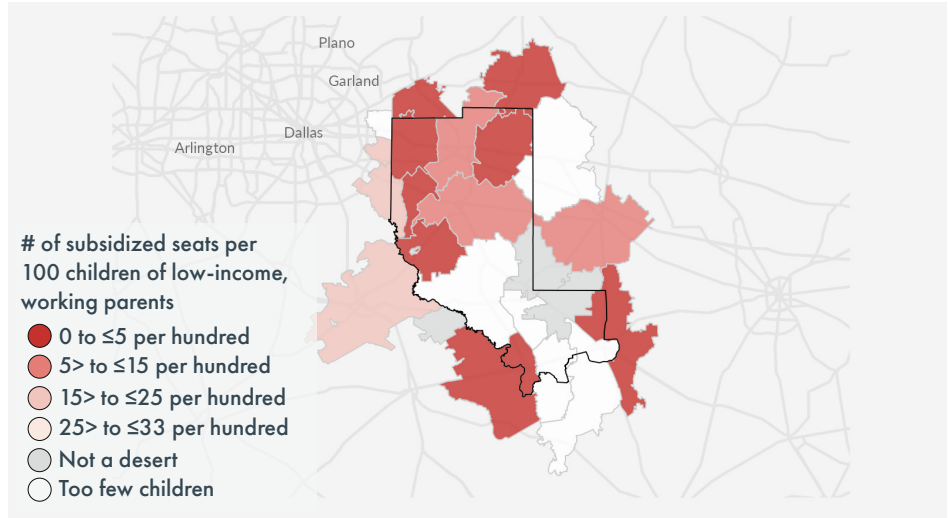 Plano
Garland
Dallas
Arlington
# of subsidized seats per
100 children of low-income,
working parents
0 to ≤5 per hundred
5> to ≤15 per hundred
15> to ≤25 per hundred
25> to ≤33 per hundred
Not a desert
Too few children